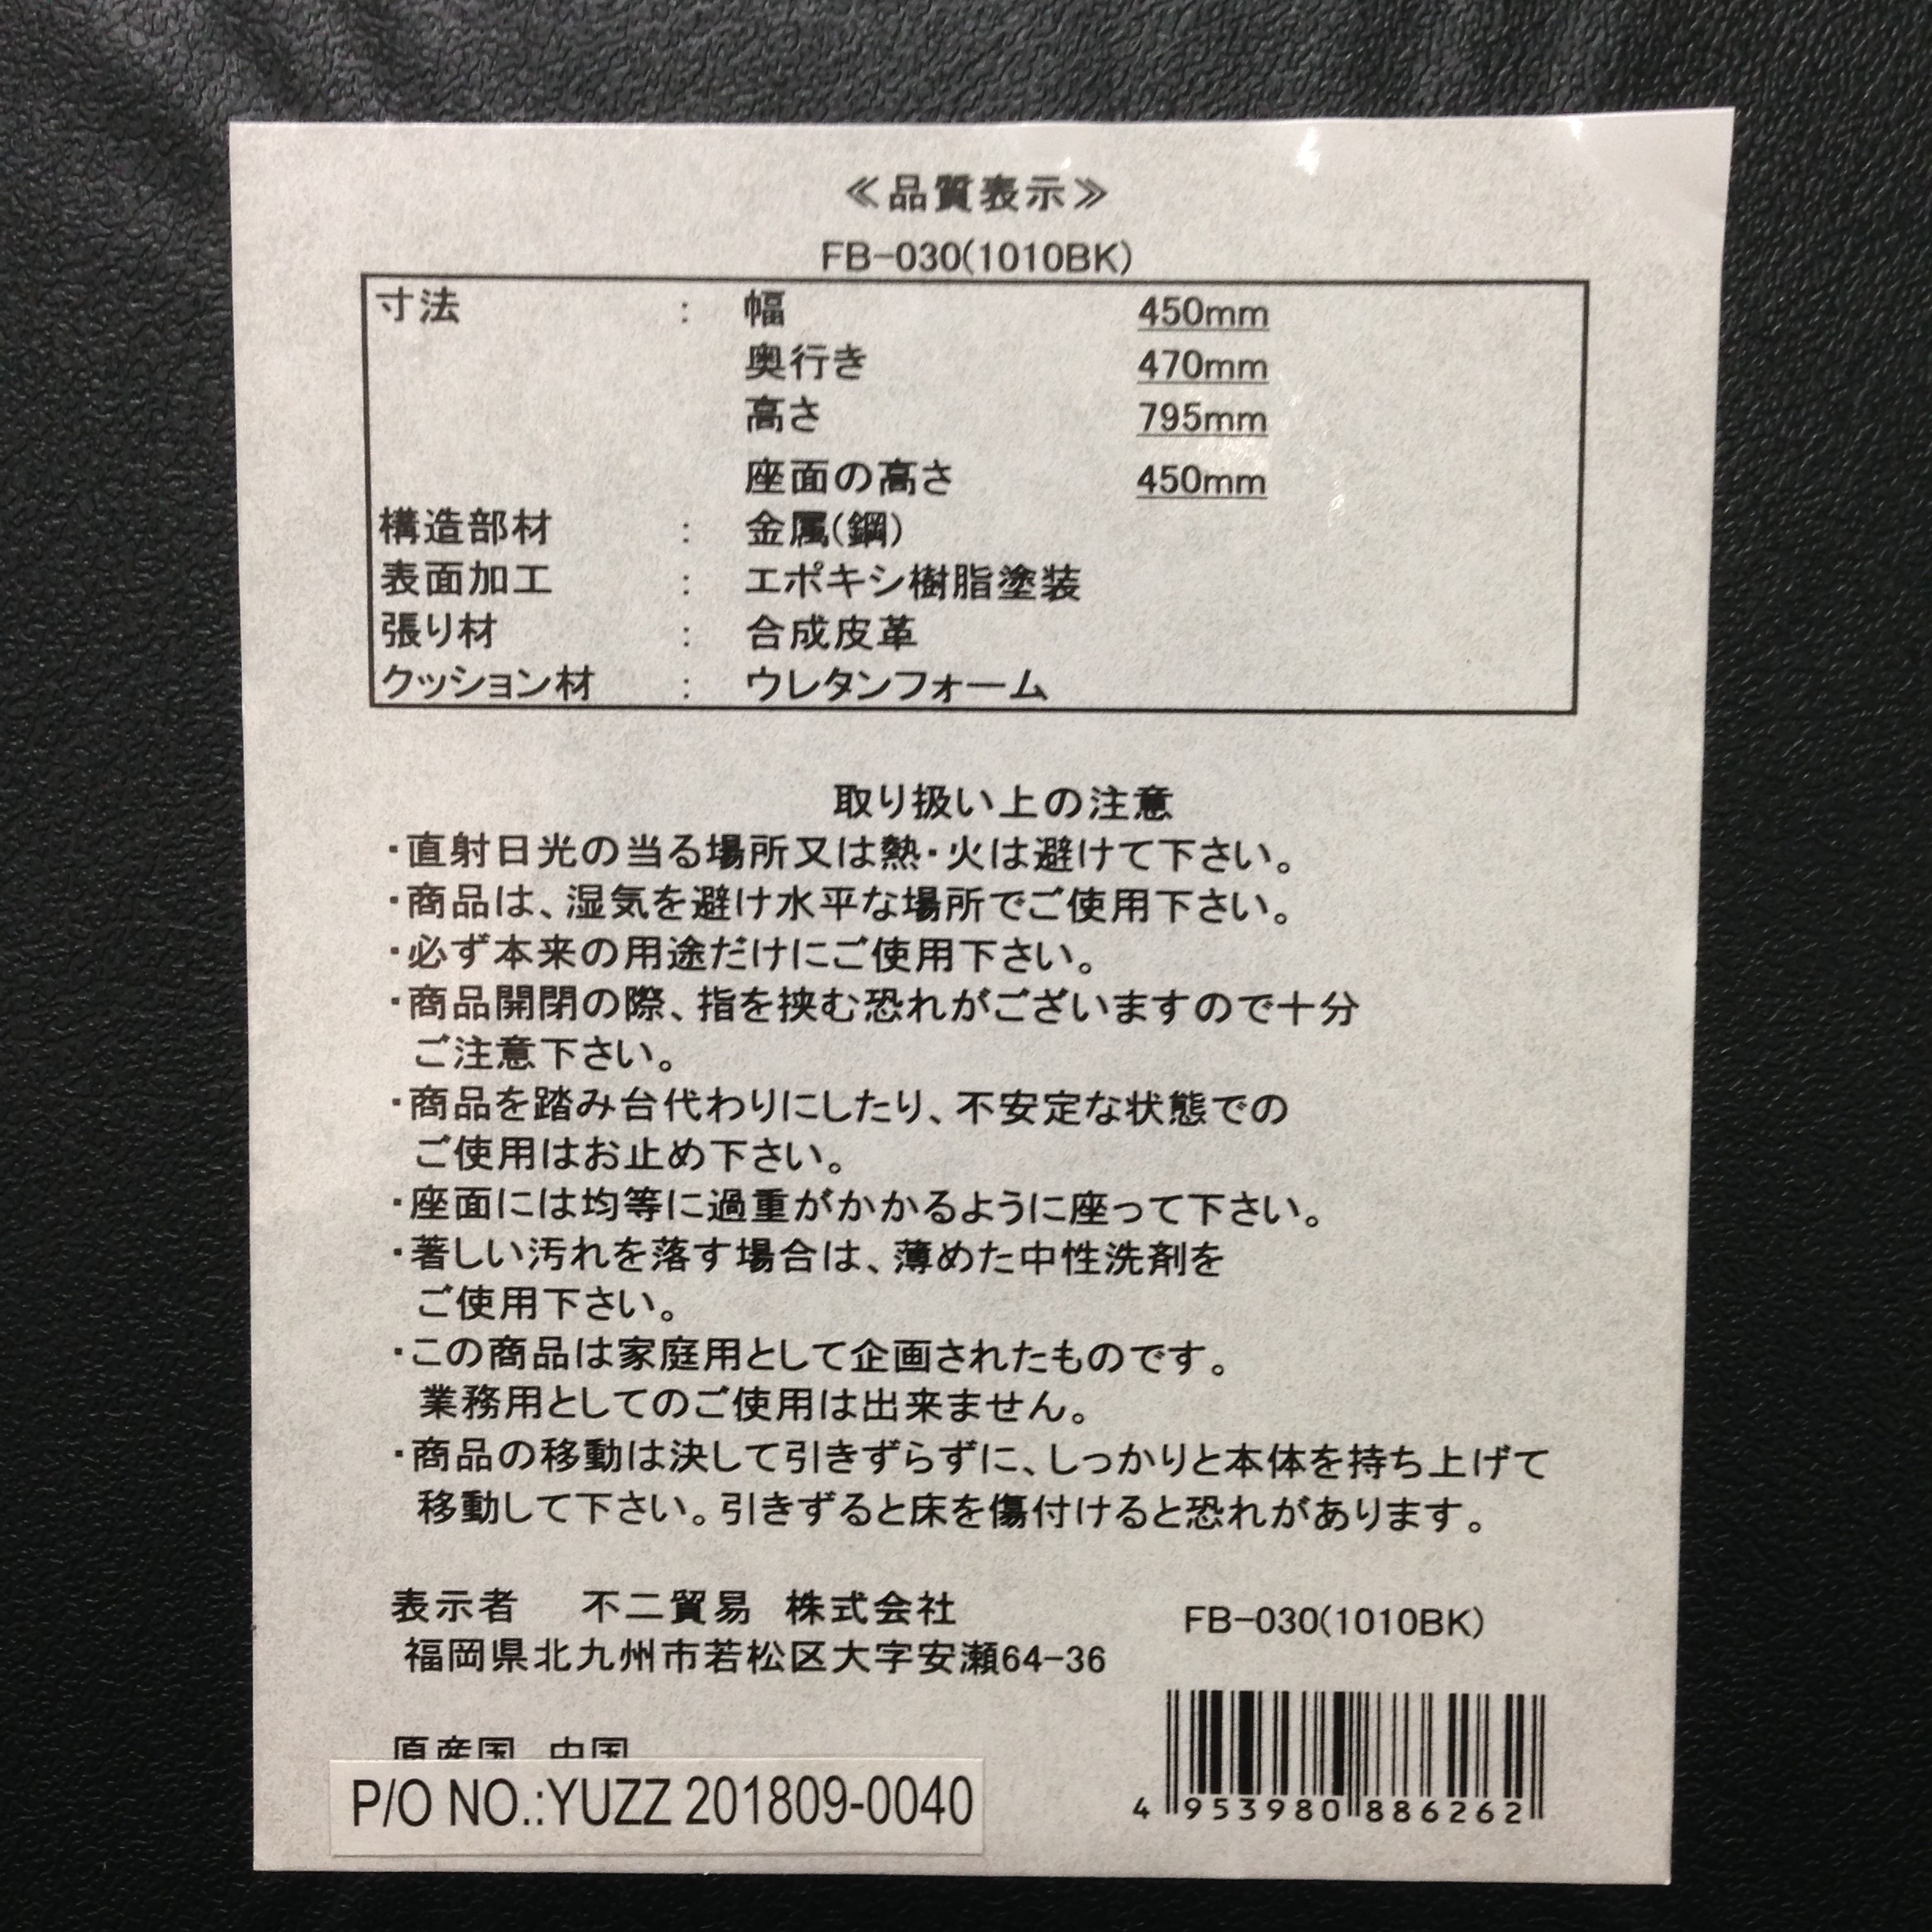 ≪品質表示≫
FB-030(1010BK)
寸法 : 幅 450mm
奥行き 470mm
高さ 795mm
座面の高さ 450mm
構造部材 : 金属(鋼)
表面加工 : エポキシ樹脂塗装
張り材 : 合成皮革
クッション材 : ウレタンフォーム
取り扱い上の注意
・直射日光の当る場所又は熱・火は避けて下さい。
・商品は、湿気を避け水平な場所でご使用下さい。
・必ず本来の用途だけにご使用下さい。
・商品開閉の際、指を挟む恐れがございますので十分
ご注意下さい。
・商品を踏み台代わりにしたり、不安定な状態での
ご使用はお止め下さい。
・座面には均等に過重がかかるように座って下さい。
・著しい汚れを落す場合は、薄めた中性洗剤を
ご使用下さい。
・この商品は家庭用として企画されたものです。
業務用としてのご使用は出来ません。
・商品の移動は決して引きずらずに、しっかりと本体を持ち上げて
移動して下さい。引きずると床を傷付けると恐れがあります。
表示者 不二貿易 株式会社
福岡県北九州市若松区大字安瀬64-36
FB-030(1010BK)
原産国 中国
P/O NO.:YUZZ 201809-0040
4 953980 886262